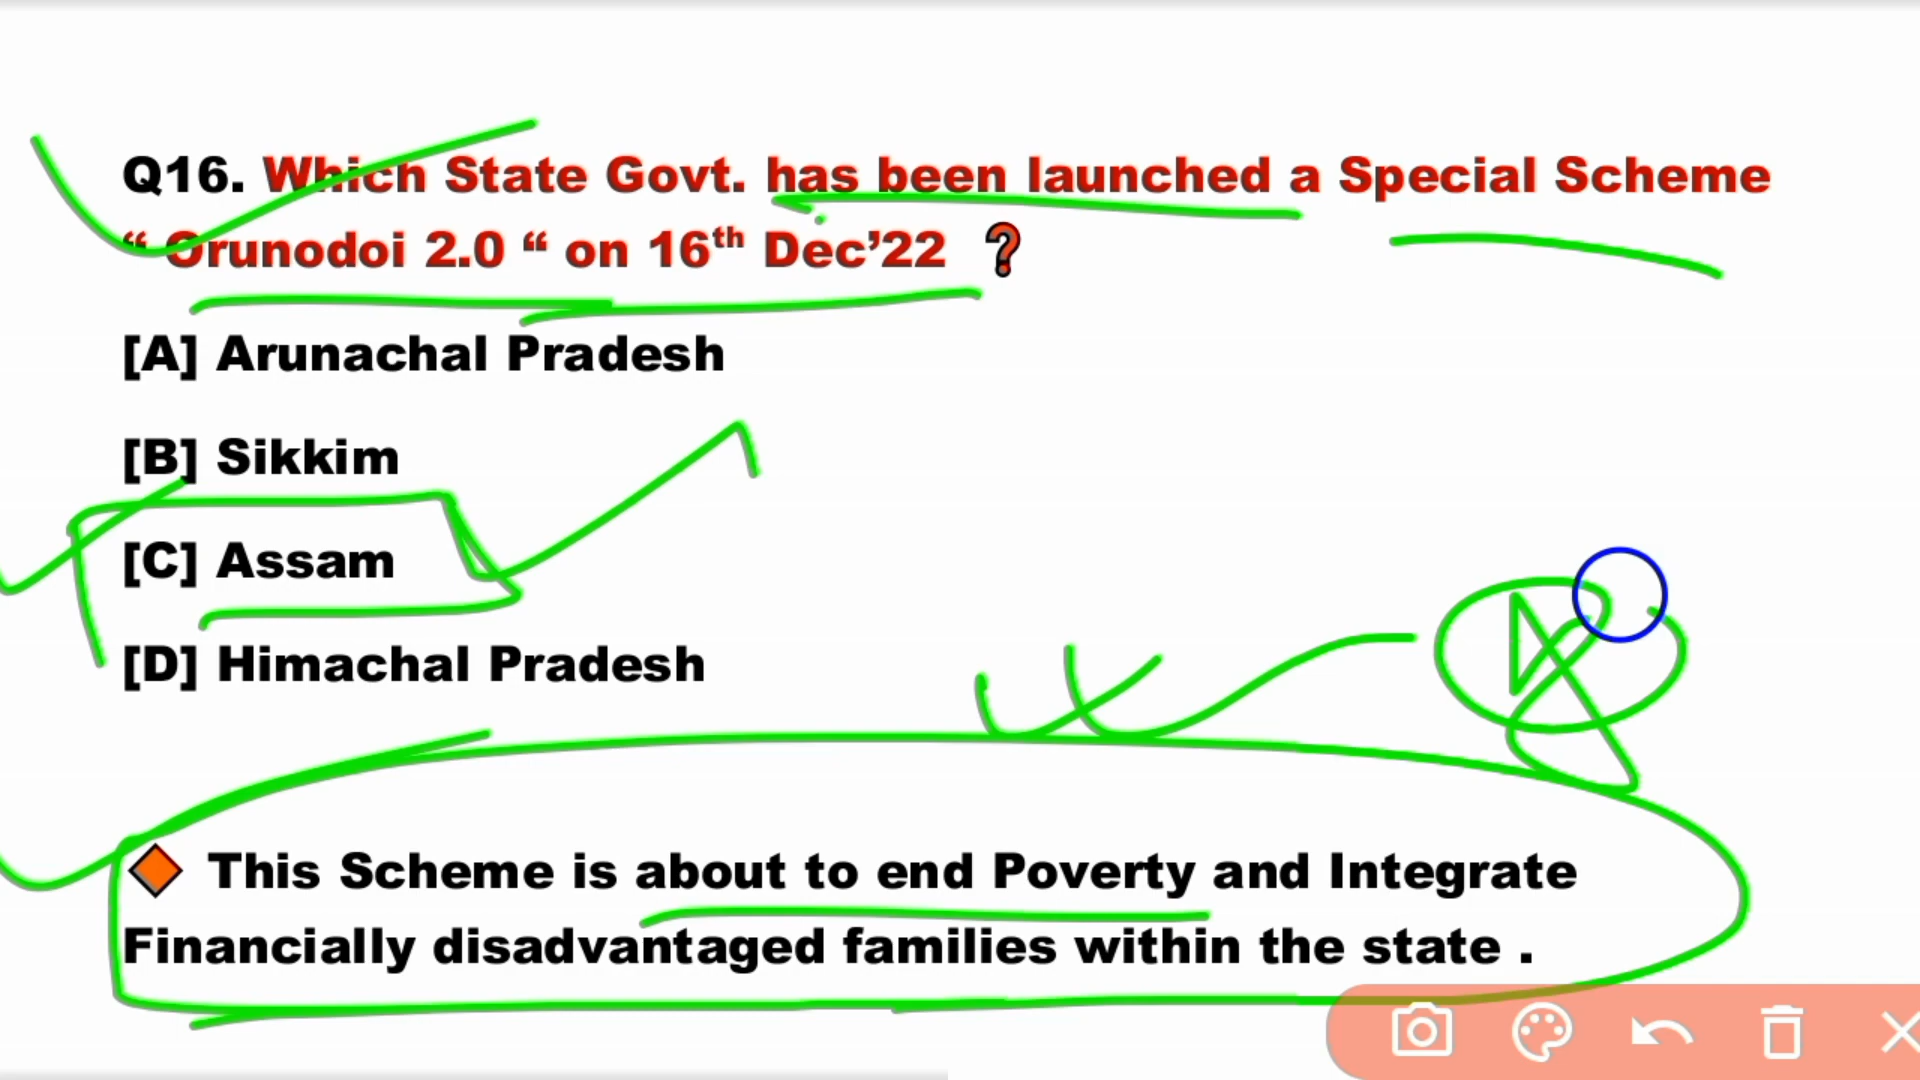 Q16. Which State Govt. has been launched a Special Scheme
“ Orunodoi 2.0 “ on 16th Dec’22 ❓
[A] Arunachal Pradesh
[B] Sikkim
[C] Assam
[D] Himachal Pradesh
🔶 This Scheme is about to end Poverty and Integrate
Financially disadvantaged families within the state .